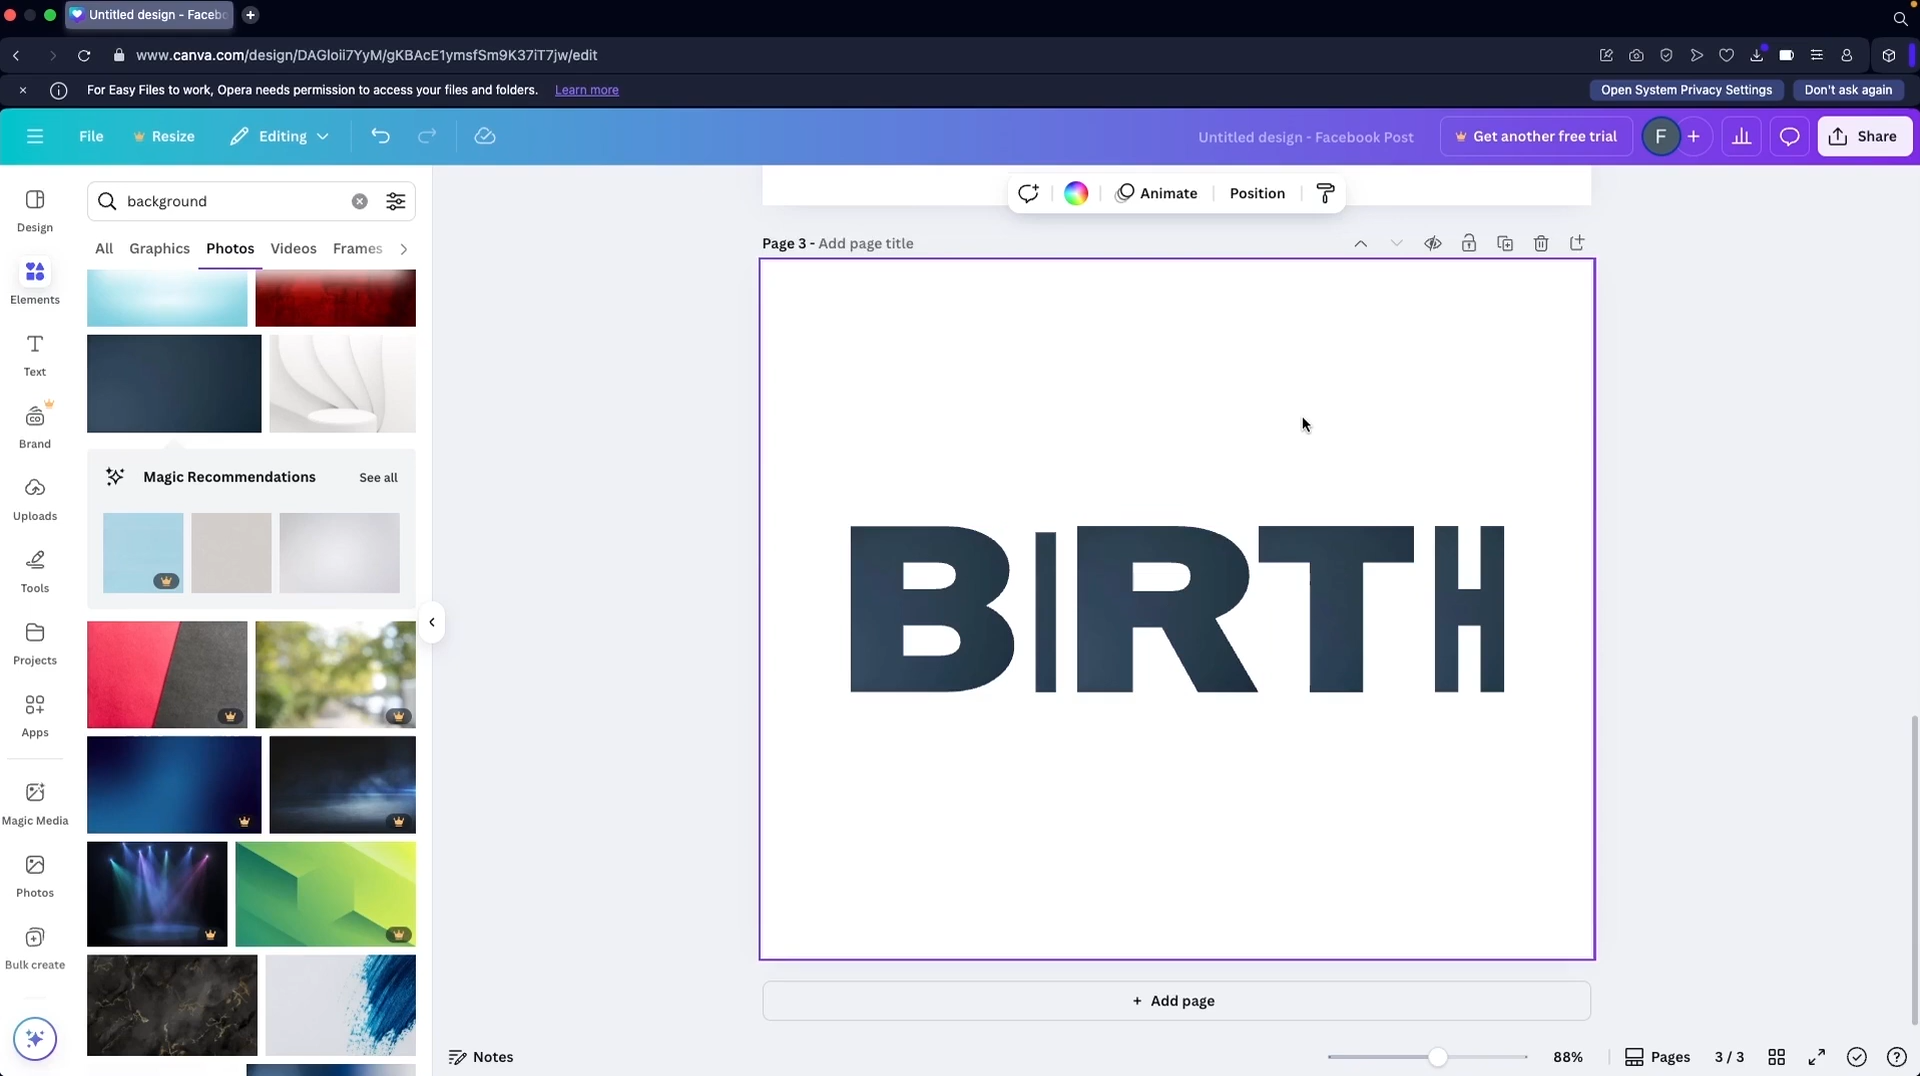 Untitled design - Facebo
www.canva.com/design/DAGloii7YyM/gKBAcE1ymsfSm9K37iT7jw/edit
For Easy Files to work, Opera needs permission to access your files and folders. Learn more
Open System Privacy Settings
Don't ask again
File
Resize
Editing
Untitled design - Facebook Post
Get another free trial
F
Share
Design
Elements
Text
Brand
Uploads
Tools
Projects
Apps
Magic Media
Photos
Bulk create
background
All Graphics Photos Videos Frames
Magic Recommendations See all
Animate
Position
Page 3 - Add page title
BIRTH
+ Add page
Notes
88%
Pages
3 / 3